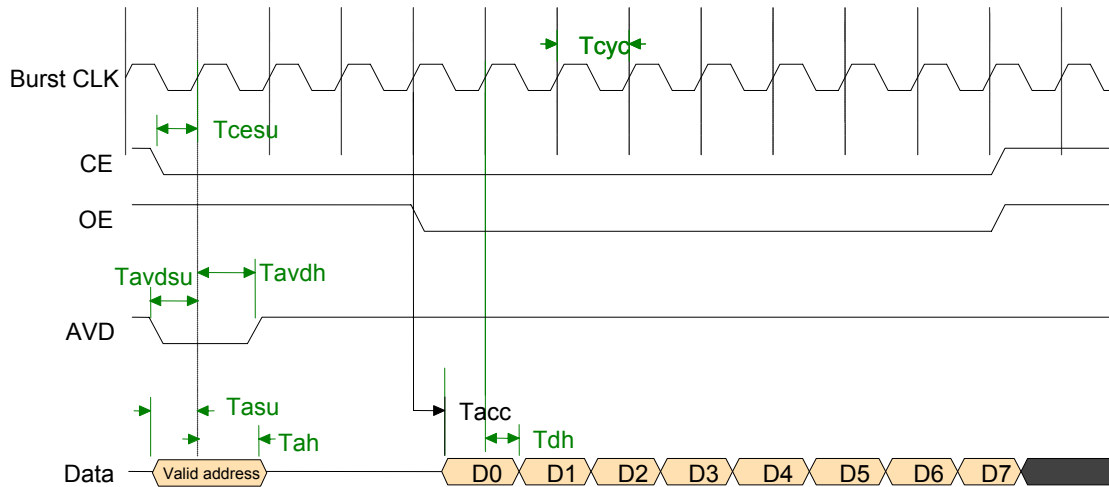 Tcyc
Burst CLK
Tcesu
CE
OE
Tavdsu
Tavdh
AVD
Tasu
Tacc
Tah
Tdh
Data
Valid address
D0
D1
D2
D3
D4
D5
D6
D7